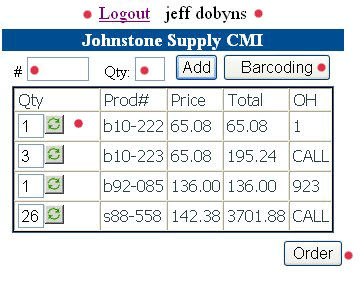 Logout jeff dobyns
Johnstone Supply CMI
# Qty: Add Barcoding
Qty Prod# Price Total OH
1 b10-222 65.08 65.08 1
3 b10-223 65.08 195.24 CALL
1 b92-085 136.00 136.00 923
26 s88-558 142.38 3701.88 CALL
Order